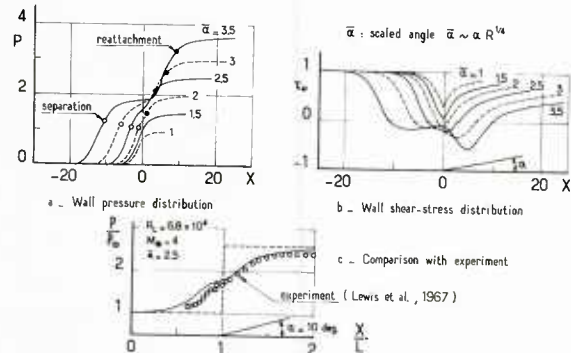 4
P
2
0
ᾱ = 3,5
reattachment
3
2,5
separation
2
1,5
1
-20
0
20
X
a _ Wall pressure distribution
ᾱ : scaled angle ᾱ ~ α R^1/4
1
τ
0
-1
ᾱ = 1
1,5
2
2,5
3
3,5
α
-20
0
20
X
b _ Wall shear-stress distribution
P
P
2
1
R_L = 6.8 × 10⁴
M = 4
ᾱ = 2.5
experiment ( Lewis et al. , 1967 )
α = 10 deg.
0
1
2
X
L
c _ Comparison with experiment